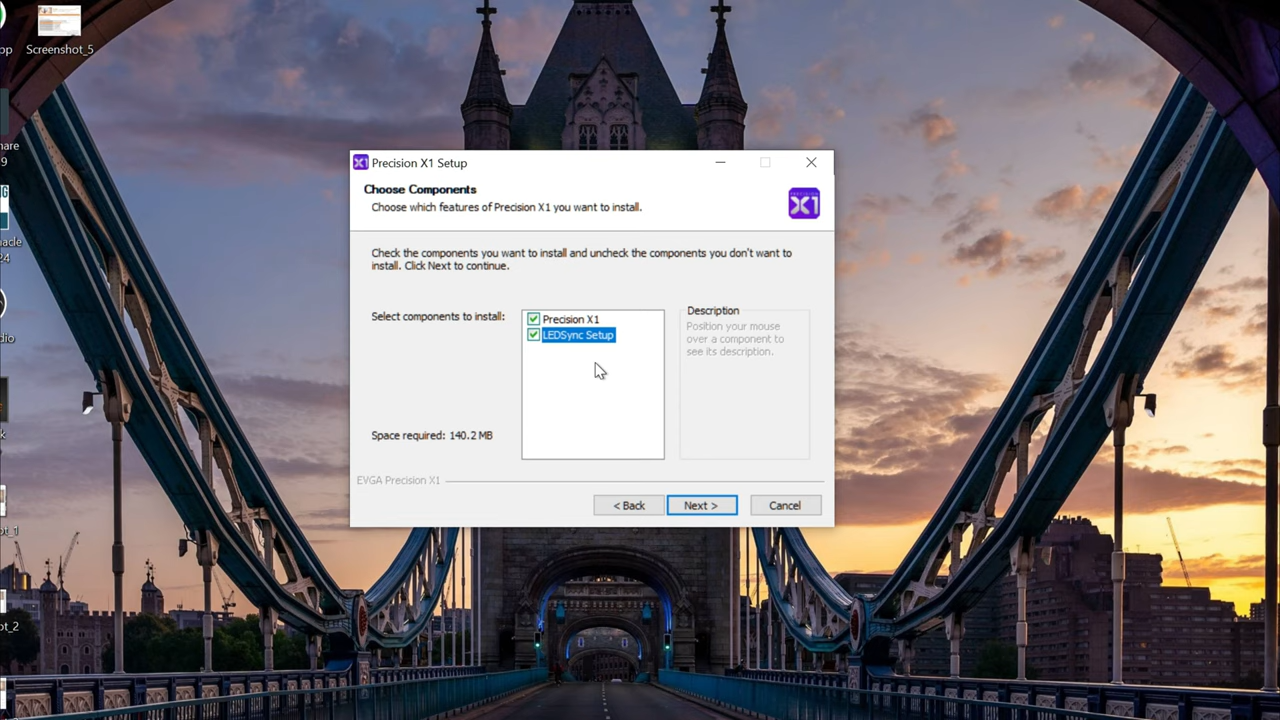 Screenshot_5
Precision X1 Setup
Choose Components
Choose which features of Precision X1 you want to install.
PRECISION
X1
Check the components you want to install and uncheck the components you don't want to
install. Click Next to continue.
Select components to install:
Precision X1
LEDSync Setup
Description
Position your mouse
over a component to
see its description.
Space required: 140.2 MB
EVGA Precision X1
< Back
Next >
Cancel